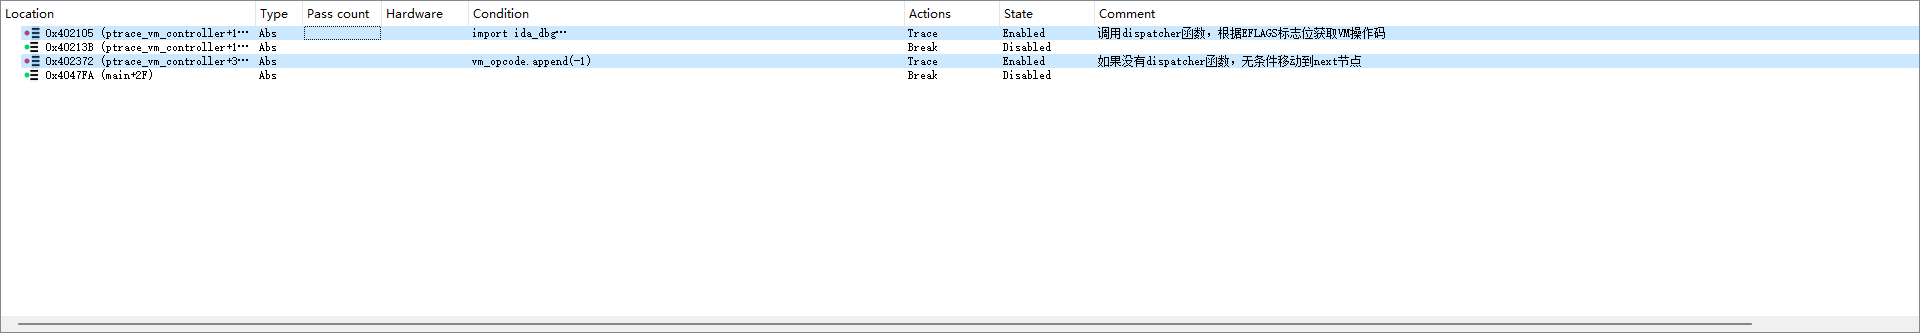 Location Type Pass count Hardware Condition Actions State Comment
0x402105 (ptrace_vm_controller+1… Abs import ida_dbg… Trace Enabled 调用dispatcher函数，根据EFLAGS标志位获取VM操作码
0x40213B (ptrace_vm_controller+1… Abs Break Disabled
0x402372 (ptrace_vm_controller+3… Abs vm_opcode.append(-1) Trace Enabled 如果没有dispatcher函数，无条件移动到next节点
0x4047FA (main+2F) Abs Break Disabled